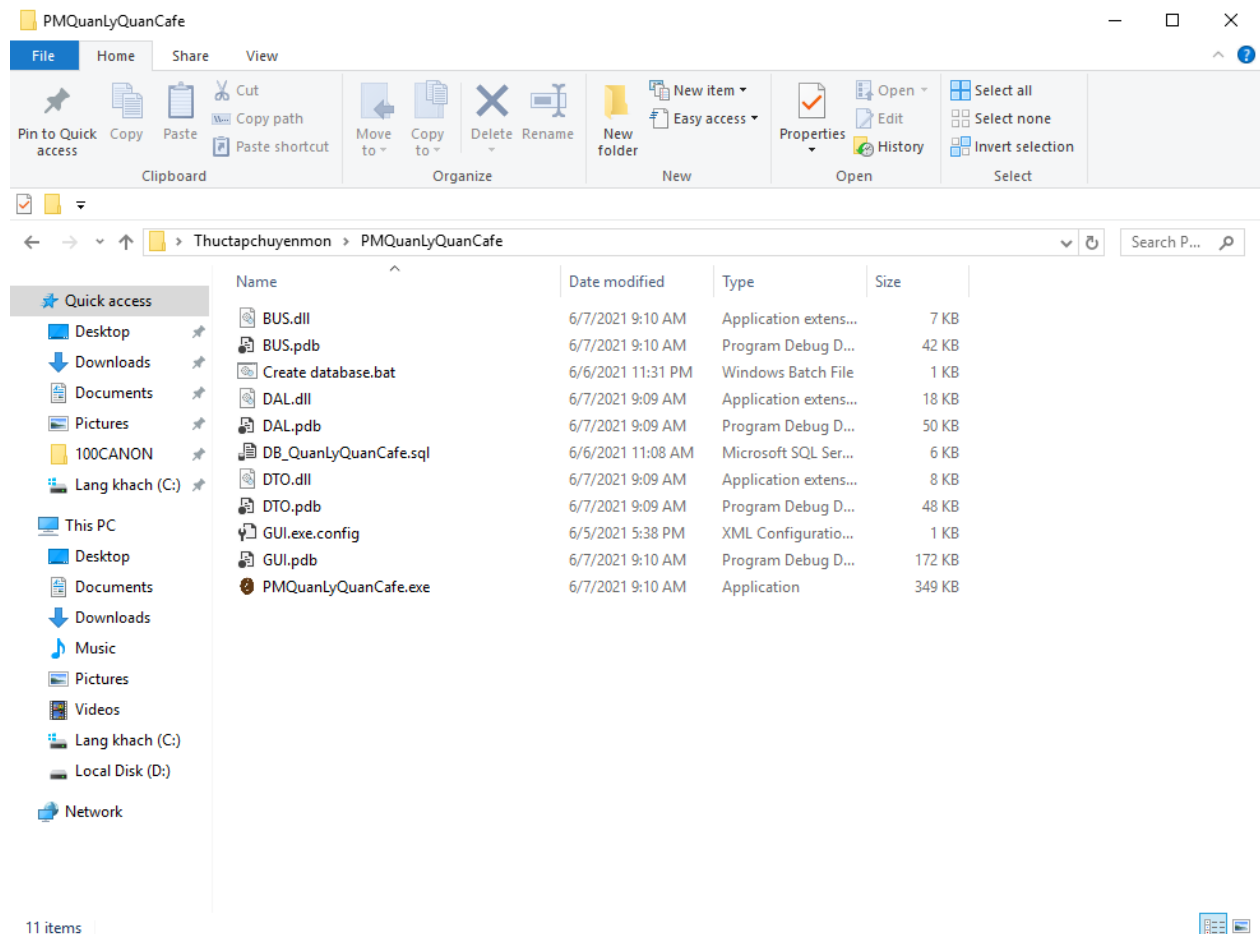 PMQuanLyQuanCafe
File Home Share View
Pin to Quick access
Copy
Paste
Cut
Copy path
Paste shortcut
Clipboard
Move to
Copy to
Delete
Rename
Organize
New folder
New item
Easy access
New
Properties
Open
Edit
History
Open
Select all
Select none
Invert selection
Select
Thuctapchuyenmon > PMQuanLyQuanCafe
Search P...
Quick access
Desktop
Downloads
Documents
Pictures
100CANON
Lang khach (C:)
This PC
Desktop
Documents
Downloads
Music
Pictures
Videos
Lang khach (C:)
Local Disk (D:)
Network
Name Date modified Type Size
BUS.dll 6/7/2021 9:10 AM Application extens... 7 KB
BUS.pdb 6/7/2021 9:10 AM Program Debug D... 42 KB
Create database.bat 6/6/2021 11:31 PM Windows Batch File 1 KB
DAL.dll 6/7/2021 9:09 AM Application extens... 18 KB
DAL.pdb 6/7/2021 9:09 AM Program Debug D... 50 KB
DB_QuanLyQuanCafe.sql 6/6/2021 11:08 AM Microsoft SQL Ser... 6 KB
DTO.dll 6/7/2021 9:09 AM Application extens... 8 KB
DTO.pdb 6/7/2021 9:09 AM Program Debug D... 48 KB
GUI.exe.config 6/5/2021 5:38 PM XML Configuratio... 1 KB
GUI.pdb 6/7/2021 9:10 AM Program Debug D... 172 KB
PMQuanLyQuanCafe.exe 6/7/2021 9:10 AM Application 349 KB
11 items